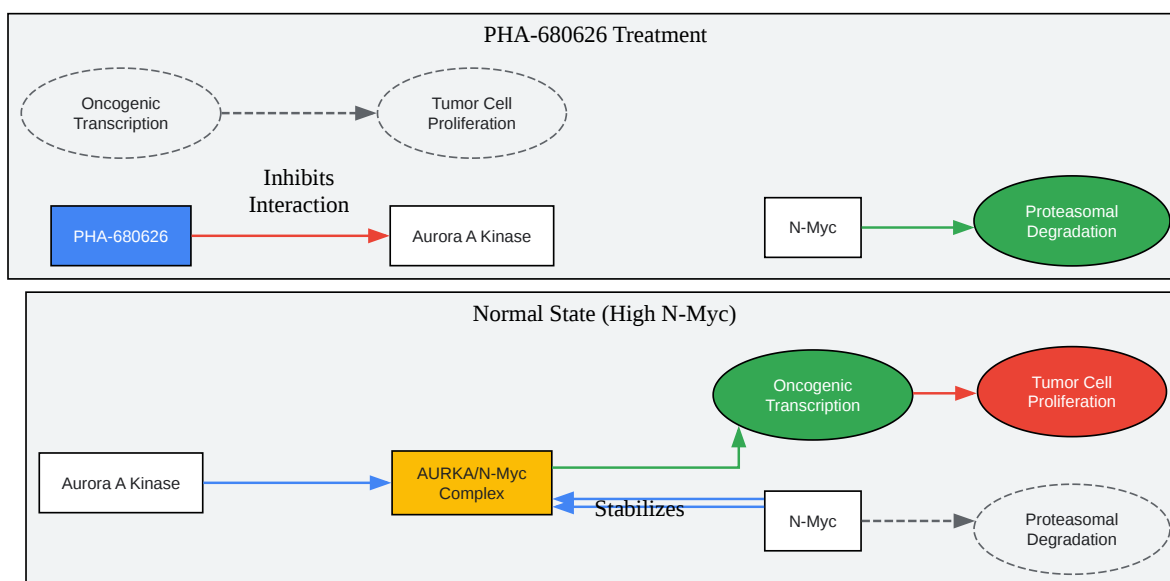 PHA-680626 Treatment
Oncogenic
Transcription
Tumor Cell
Proliferation
Inhibits
Interaction
PHA-680626
Aurora A Kinase
N-Myc
Proteasomal
Degradation
Normal State (High N-Myc)
Oncogenic
Transcription
Tumor Cell
Proliferation
Aurora A Kinase
AURKA/N-Myc
Complex
Stabilizes
N-Myc
Proteasomal
Degradation